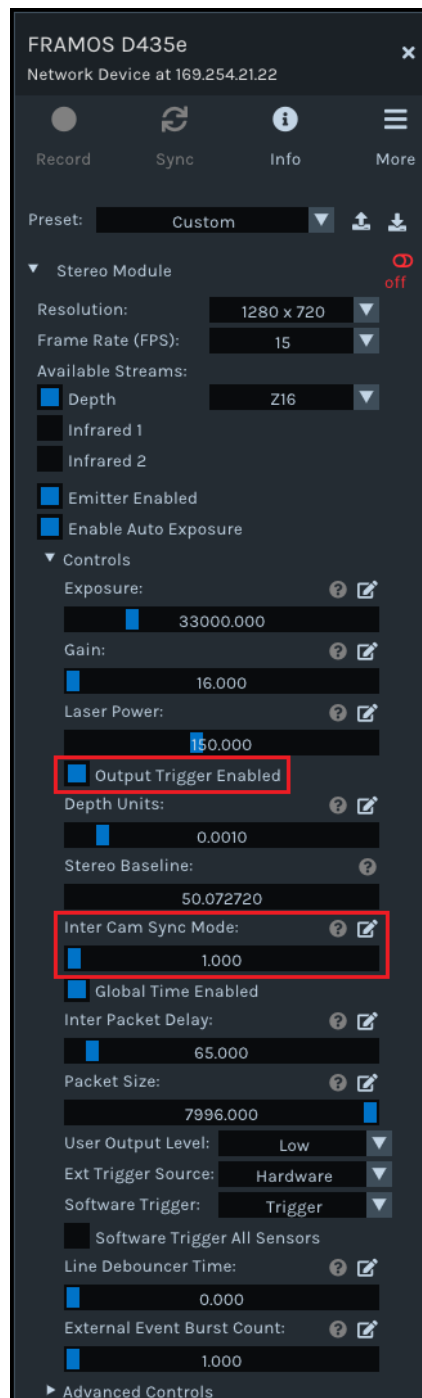 FRAMOS D435e
Network Device at 169.254.21.22
Record Sync Info More
Preset: Custom
Stereo Module
off
Resolution: 1280 x 720
Frame Rate (FPS): 15
Available Streams:
Depth Z16
Infrared 1
Infrared 2
Emitter Enabled
Enable Auto Exposure
Controls
Exposure:
33000.000
Gain:
16.000
Laser Power:
150.000
Output Trigger Enabled
Depth Units:
0.0010
Stereo Baseline:
50.072720
Inter Cam Sync Mode:
1.000
Global Time Enabled
Inter Packet Delay:
65.000
Packet Size:
7996.000
User Output Level: Low
Ext Trigger Source: Hardware
Software Trigger: Trigger
Software Trigger All Sensors
Line Debouncer Time:
0.000
External Event Burst Count:
1.000
Advanced Controls